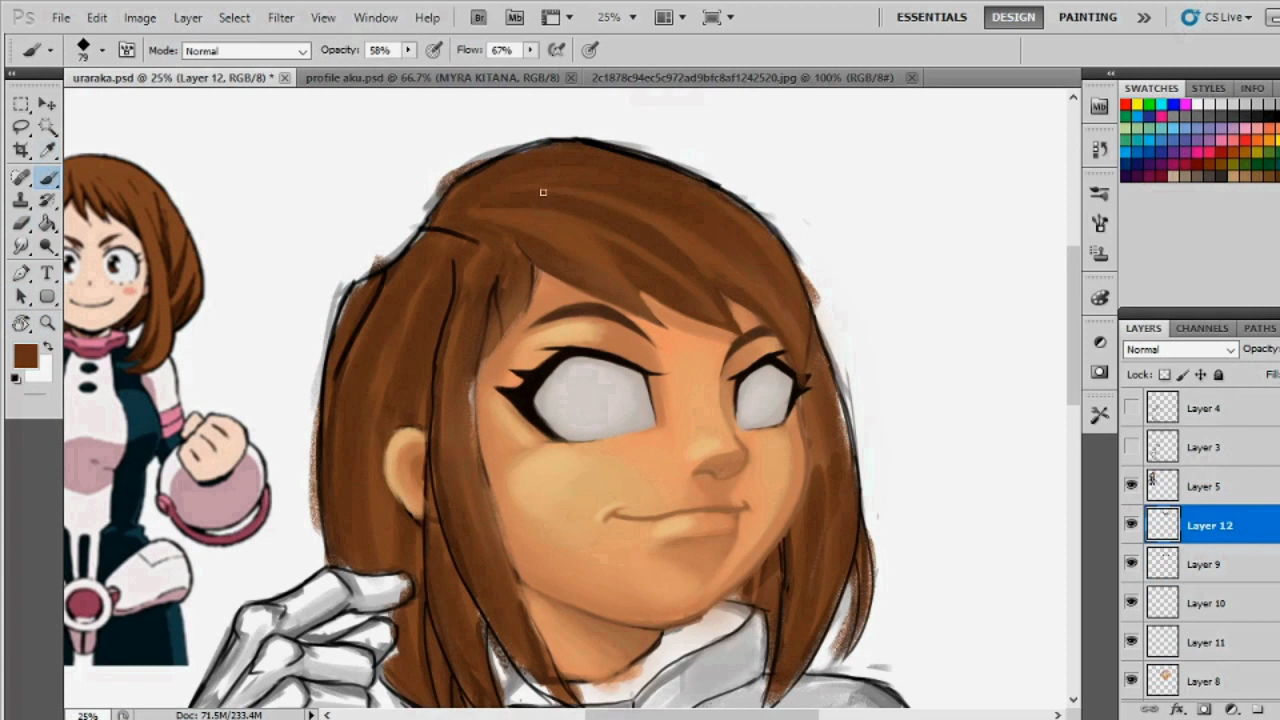 Ps File Edit Image Layer Select Filter Analysis View Window Help Br Mb 25% ESSENTIALS DESIGN PAINTING CS Live
79 Mode: Normal Opacity: 58% Flow: 67%
uraraka.psd @ 25% (Layer 12, RGB/8) * profile aku.psd @ 66.7% (MYRA KITANA, RGB/8) 2c1878c94ec5c972ad9bfc8af1242520.jpg @ 100% (RGB/8#)
SWATCHES STYLES INFO
Mb
LAYERS CHANNELS PATHS
Normal Opacity:
Lock: Fill:
Layer 4
Layer 3
Layer 5
Layer 12
Layer 9
Layer 10
Layer 11
Layer 8
25% Doc: 71.5M/233.4M